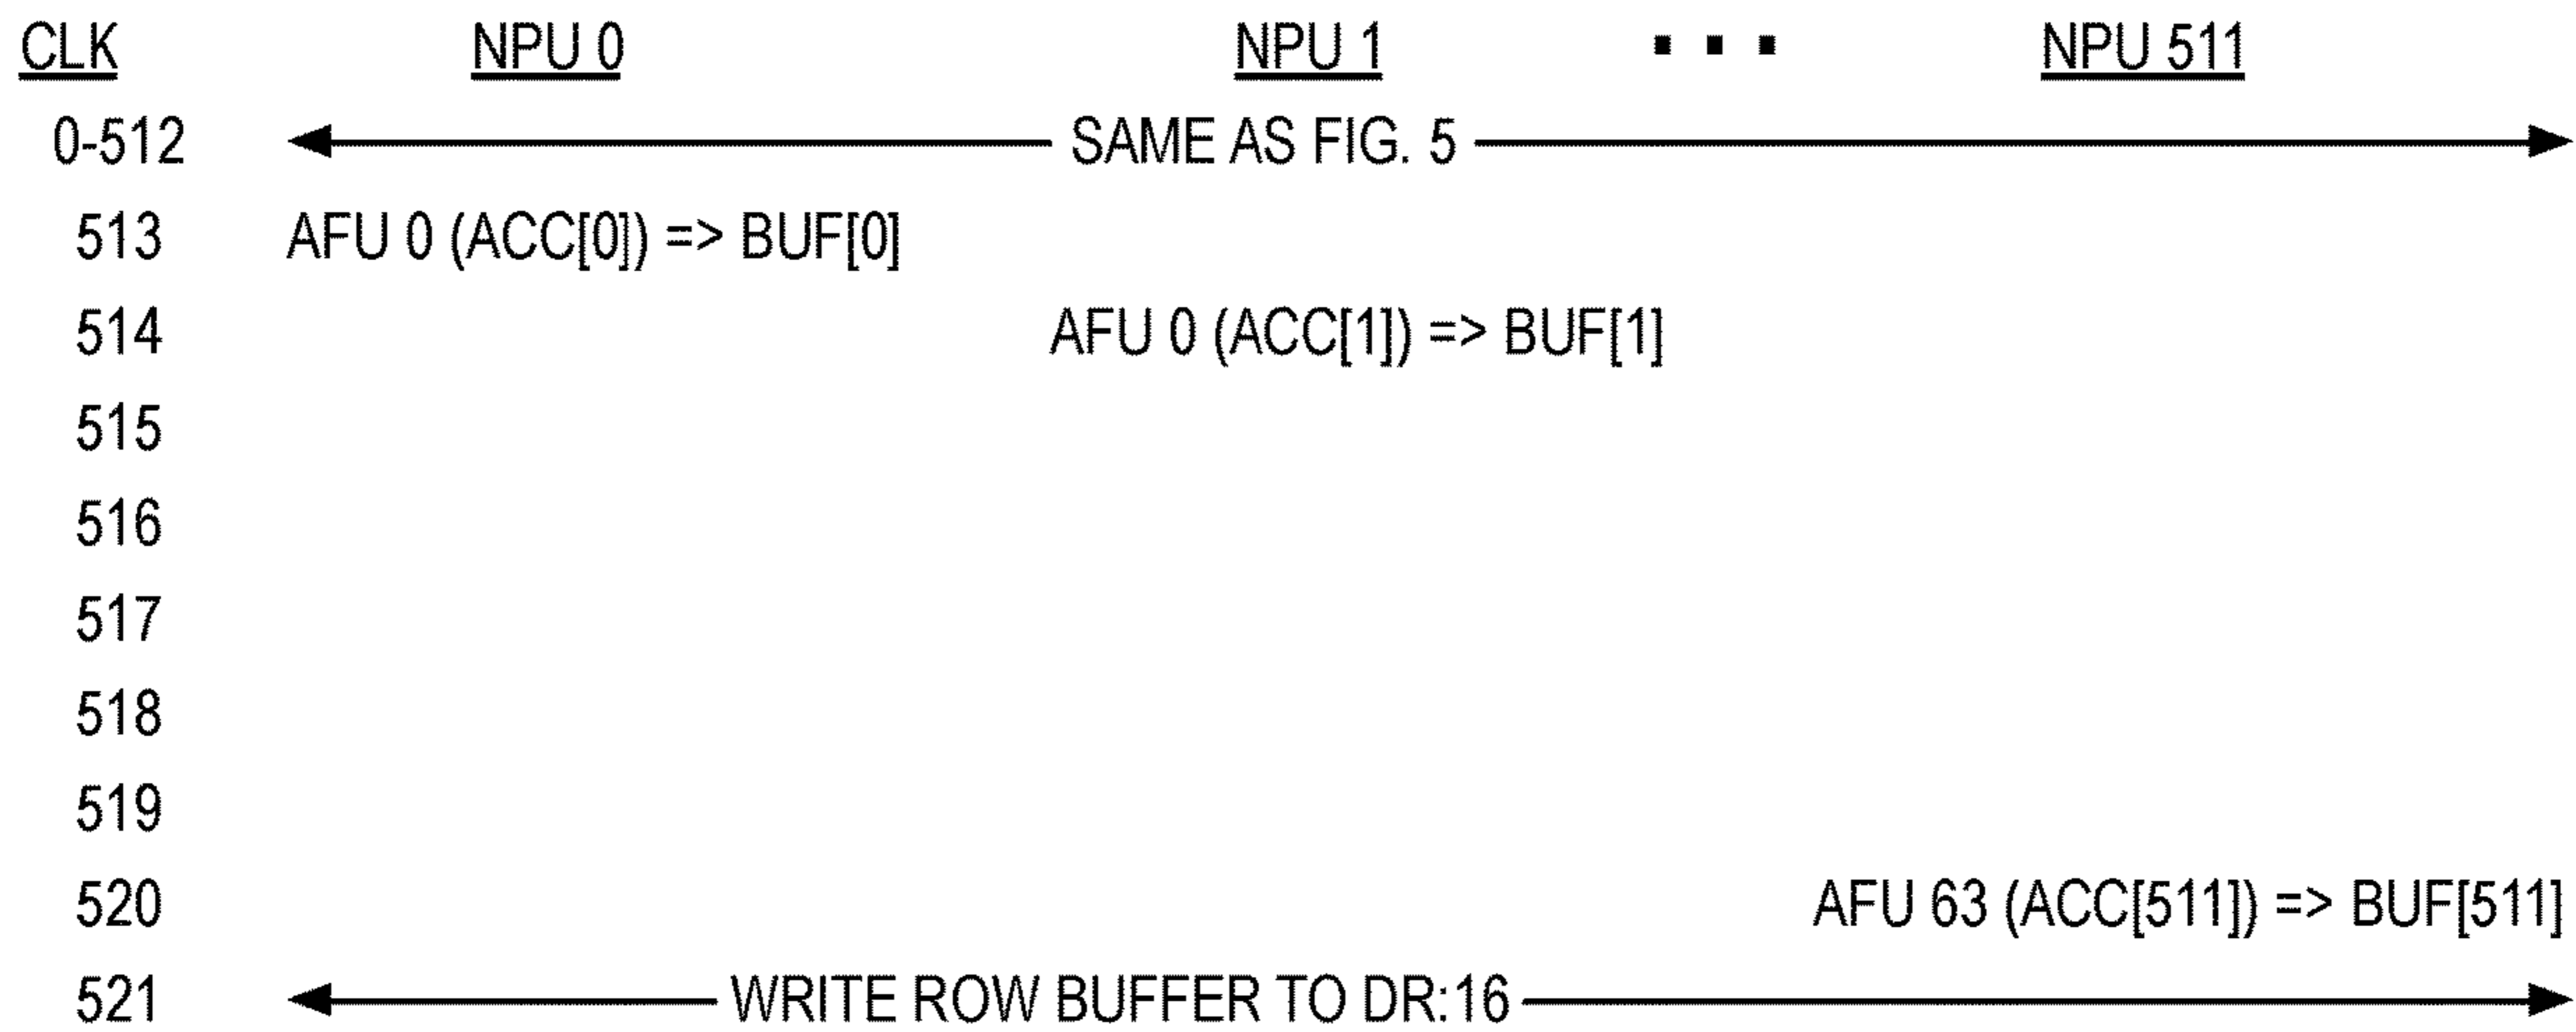 CLK NPU 0 NPU 1 ... NPU 511
0-512 SAME AS FIG. 5
513 AFU 0 (ACC[0]) => BUF[0]
514 AFU 0 (ACC[1]) => BUF[1]
515
516
517
518
519
520 AFU 63 (ACC[511]) => BUF[511]
521 WRITE ROW BUFFER TO DR:16